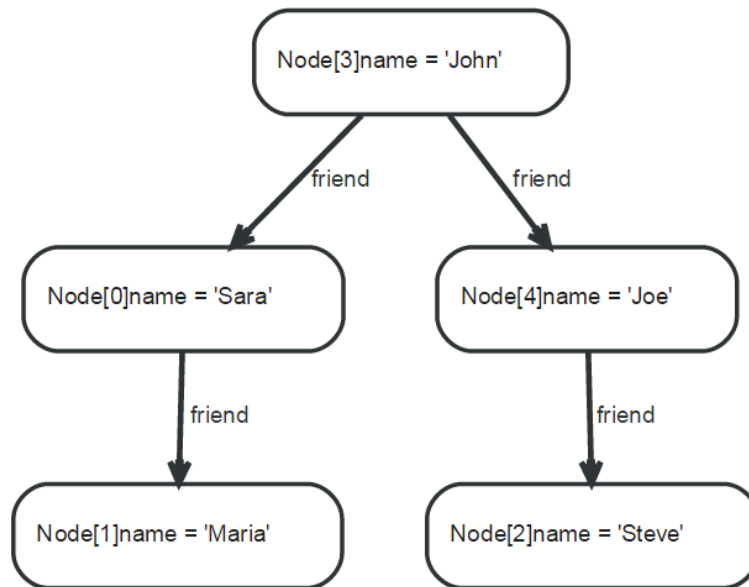 Node[3]name = 'John'
friend
friend
Node[0]name = 'Sara'
Node[4]name = 'Joe'
friend
friend
Node[1]name = 'Maria'
Node[2]name = 'Steve'